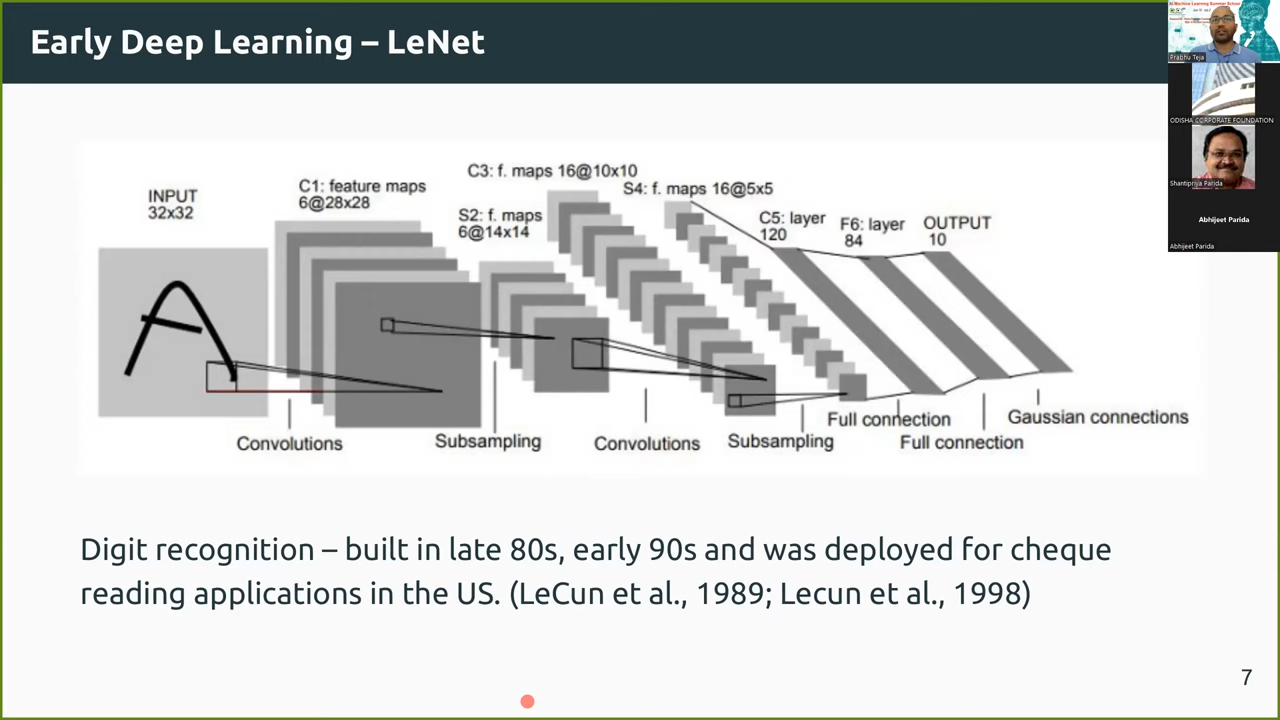 Early Deep Learning – LeNet
INPUT
32x32
C1: feature maps
6@28x28
S2: f. maps
6@14x14
C3: f. maps 16@10x10
S4: f. maps 16@5x5
C5: layer
120
F6: layer
84
OUTPUT
10
Convolutions
Subsampling
Convolutions
Subsampling
Full connection
Full connection
Gaussian connections
Digit recognition – built in late 80s, early 90s and was deployed for cheque
reading applications in the US. (LeCun et al., 1989; Lecun et al., 1998)
7
Prabhu Teja
ODISHA CORPORATE FOUNDATION
Shantipriya Parida
Abhijeet Parida
Abhijeet Parida